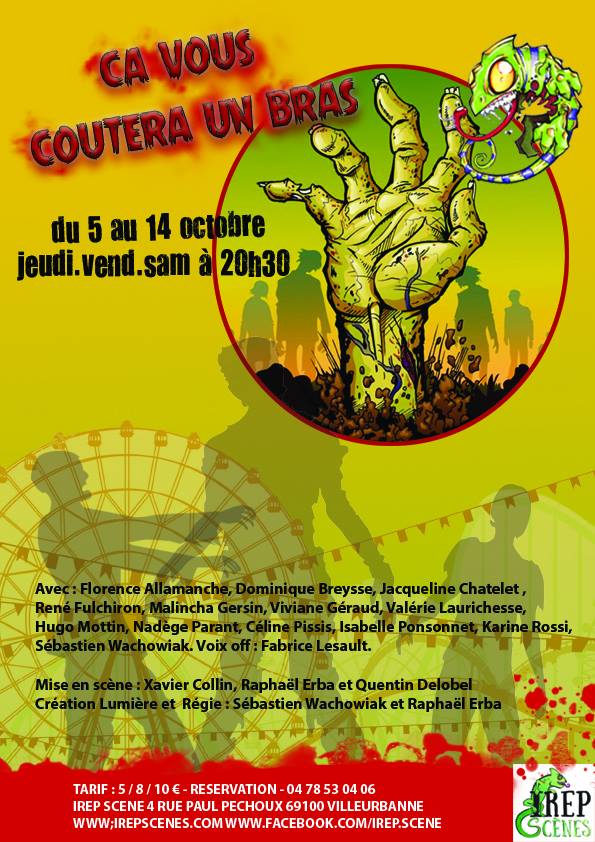 CA VOUS
COUTERA UN BRAS
du 5 au 14 octobre
jeudi.vend.sam à 20h30
Avec : Florence Allamanche, Dominique Breysse, Jacqueline Chatelet ,
René Fulchiron, Malincha Gersin, Viviane Géraud, Valérie Laurichesse,
Hugo Mottin, Nadège Parant, Céline Pissis, Isabelle Ponsonnet, Karine Rossi,
Sébastien Wachowiak. Voix off : Fabrice Lesault.
Mise en scène : Xavier Collin, Raphaël Erba et Quentin Delobel
Création Lumière et Régie : Sébastien Wachowiak et Raphaël Erba
TARIF : 5 / 8 / 10 € - RESERVATION - 04 78 53 04 06
IREP SCENE 4 RUE PAUL PECHOUX 69100 VILLEURBANNE
WWW;IREPSCENES.COM WWW.FACEBOOK.COM/IREP.SCENE
IREP
SCÈNES